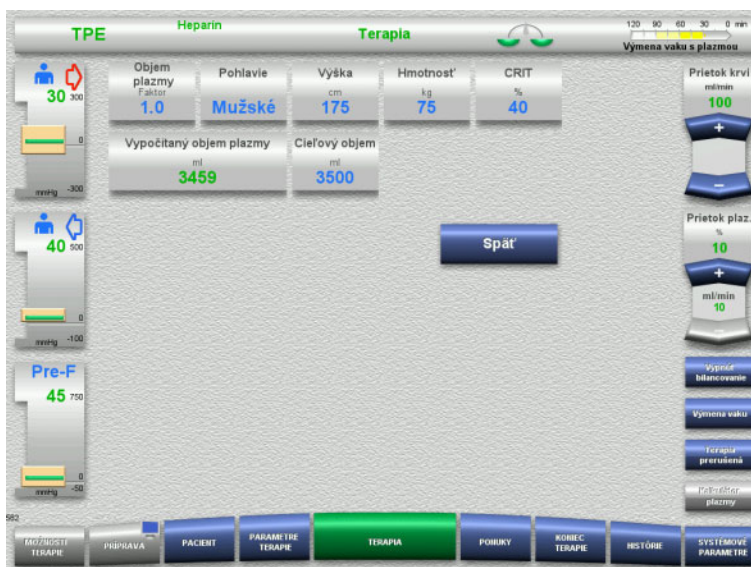 TPE
Heparin
Terapia
120 90 60 30 0 min
Výmena vaku s plazmou
30 300
0
mmHg -300
Objem plazmy
Faktor
1.0
Pohlavie
Mužské
Výška
cm
175
Hmotnosť
kg
75
CRIT
%
40
Vypočítaný objem plazmy
ml
3459
Cieľový objem
ml
3500
Prietok krvi
ml/min
100
+
−
40 500
0
mmHg -100
Späť
Prietok plaz.
%
10
+
ml/min
10
−
Pre-F
45 750
0
mmHg -50
Vypnúť
bilancovanie
Výmena vaku
Terapia
prerušená
Kalkulátor
plazmy
582
MOŽNOSTI
TERAPIE
PRÍPRAVA
PACIENT
PARAMETRE
TERAPIE
TERAPIA
PONUKY
KONIEC
TERAPIE
HISTÓRIE
SYSTÉMOVÉ
PARAMETRE